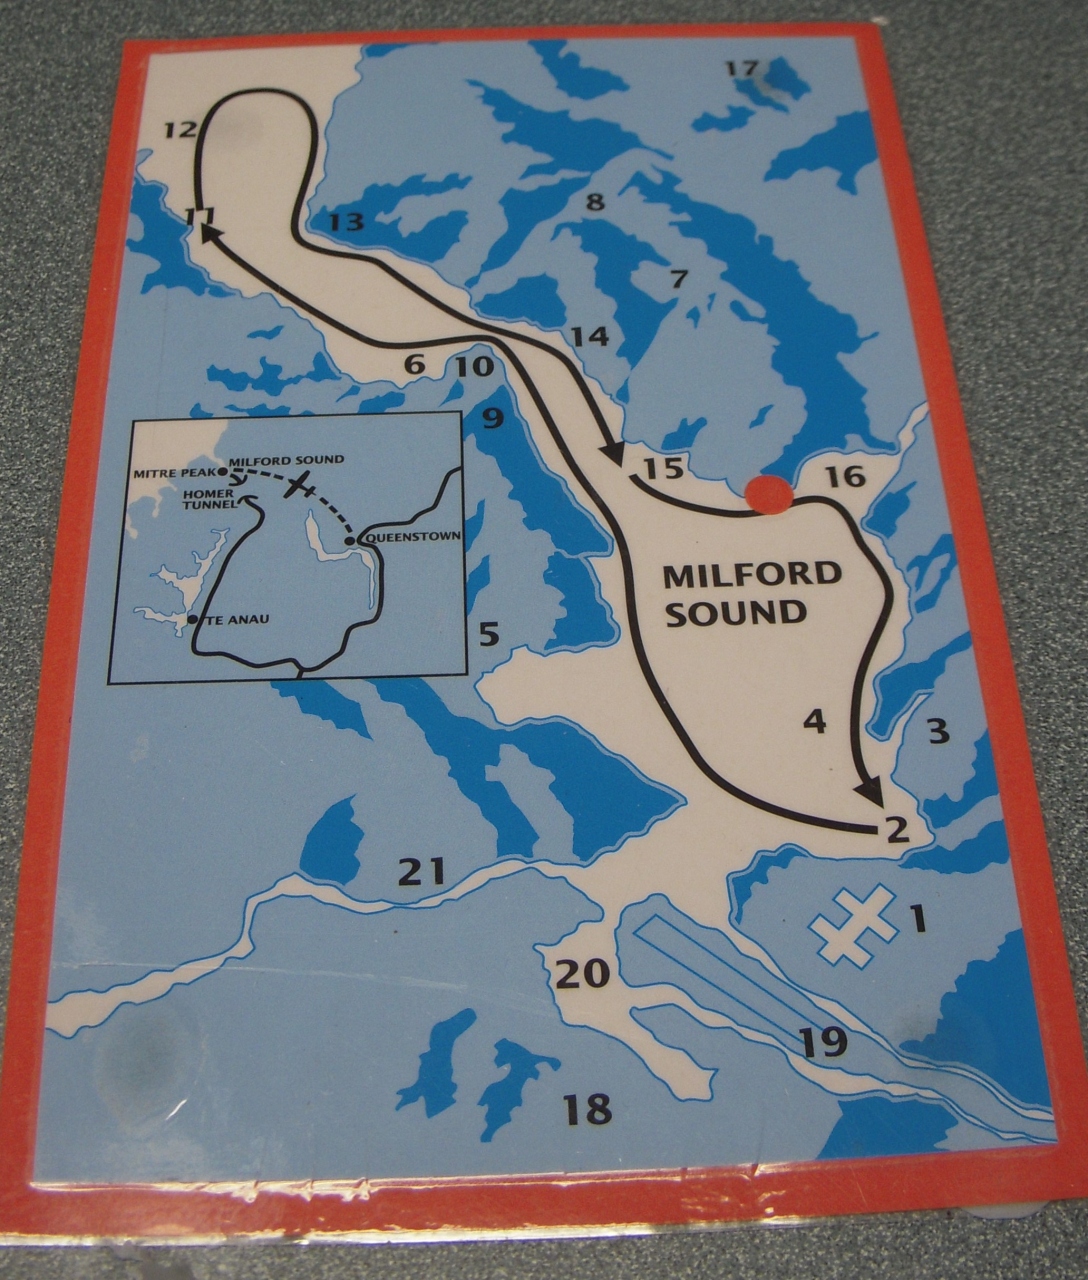 17
12
8
11
13
7
14
6
10
9
15
16
MITRE PEAK
MILFORD SOUND
HOMER
TUNNEL
QUEENSTOWN
TE ANAU
MILFORD
SOUND
5
4
3
2
21
1
20
19
18